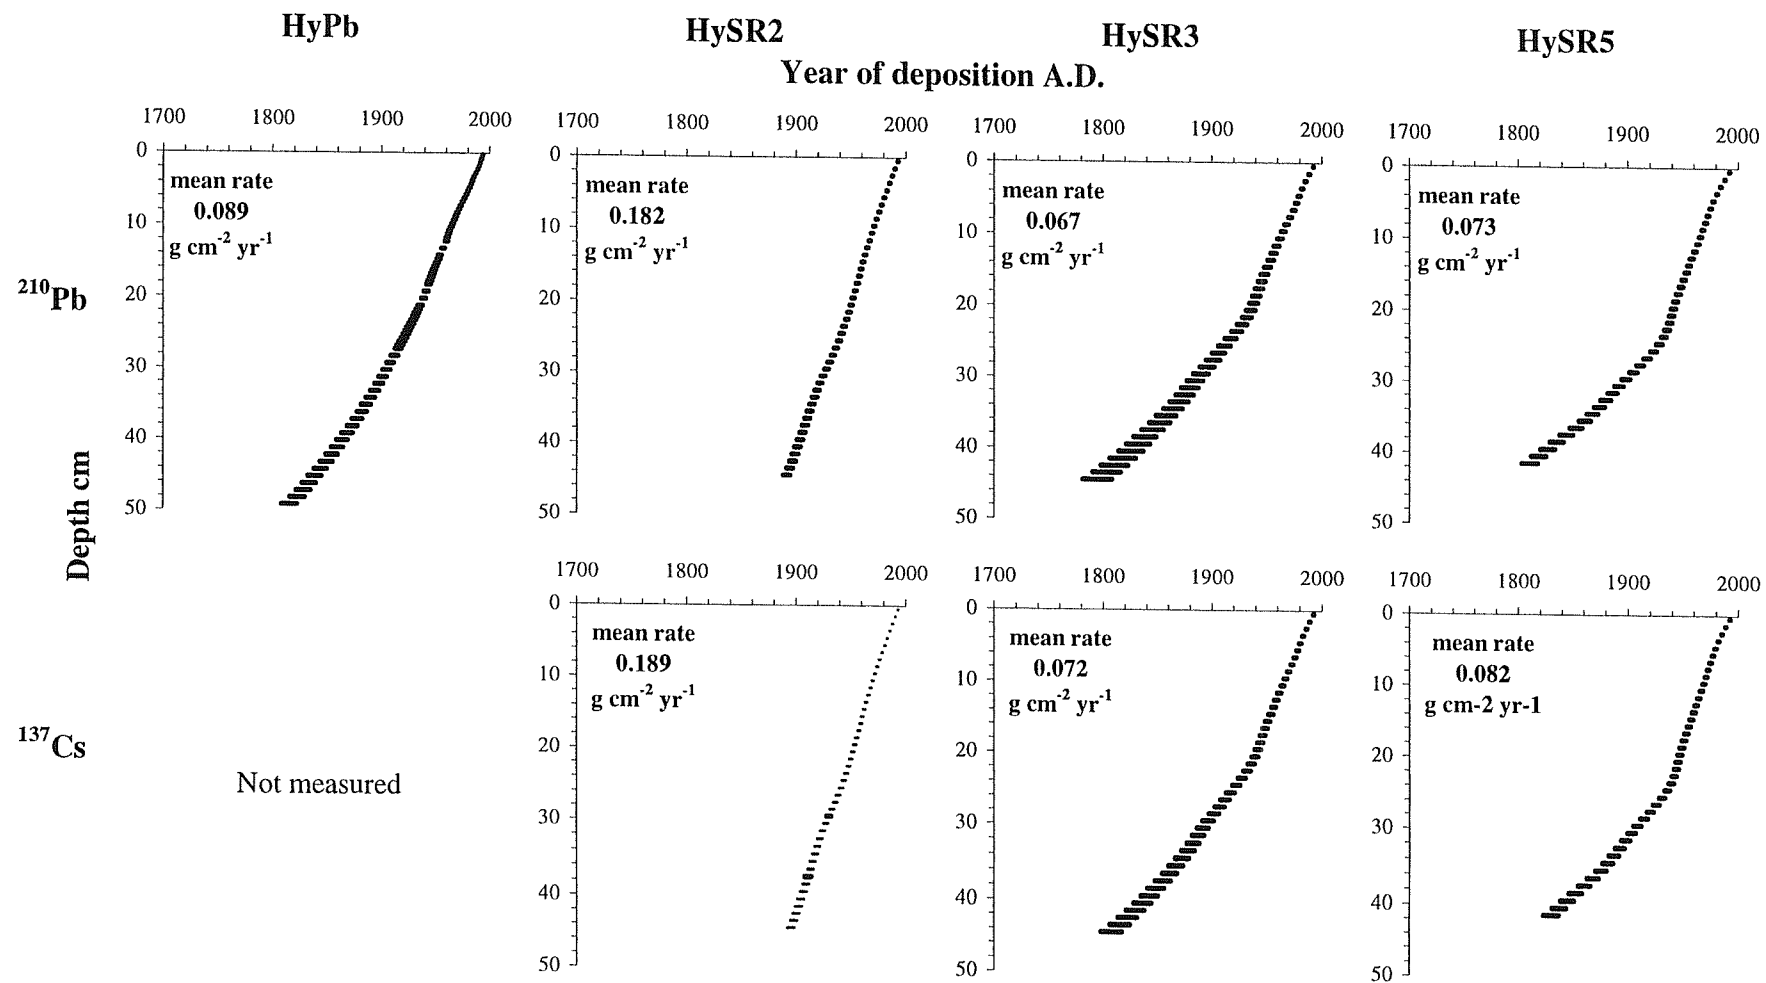 HyPb HySR2 HySR3 HySR5
Year of deposition A.D.
1700 1800 1900 2000
0
10
20
30
40
50
mean rate
0.089
g cm-2 yr-1
1700 1800 1900 2000
0
10
20
30
40
50
mean rate
0.182
g cm-2 yr-1
1700 1800 1900 2000
0
10
20
30
40
50
mean rate
0.067
g cm-2 yr-1
1700 1800 1900 2000
0
10
20
30
40
50
mean rate
0.073
g cm-2 yr-1
210Pb
Depth cm
137Cs
Not measured
1700 1800 1900 2000
0
10
20
30
40
50
mean rate
0.189
g cm-2 yr-1
1700 1800 1900 2000
0
10
20
30
40
50
mean rate
0.072
g cm-2 yr-1
1700 1800 1900 2000
0
10
20
30
40
50
mean rate
0.082
g cm-2 yr-1